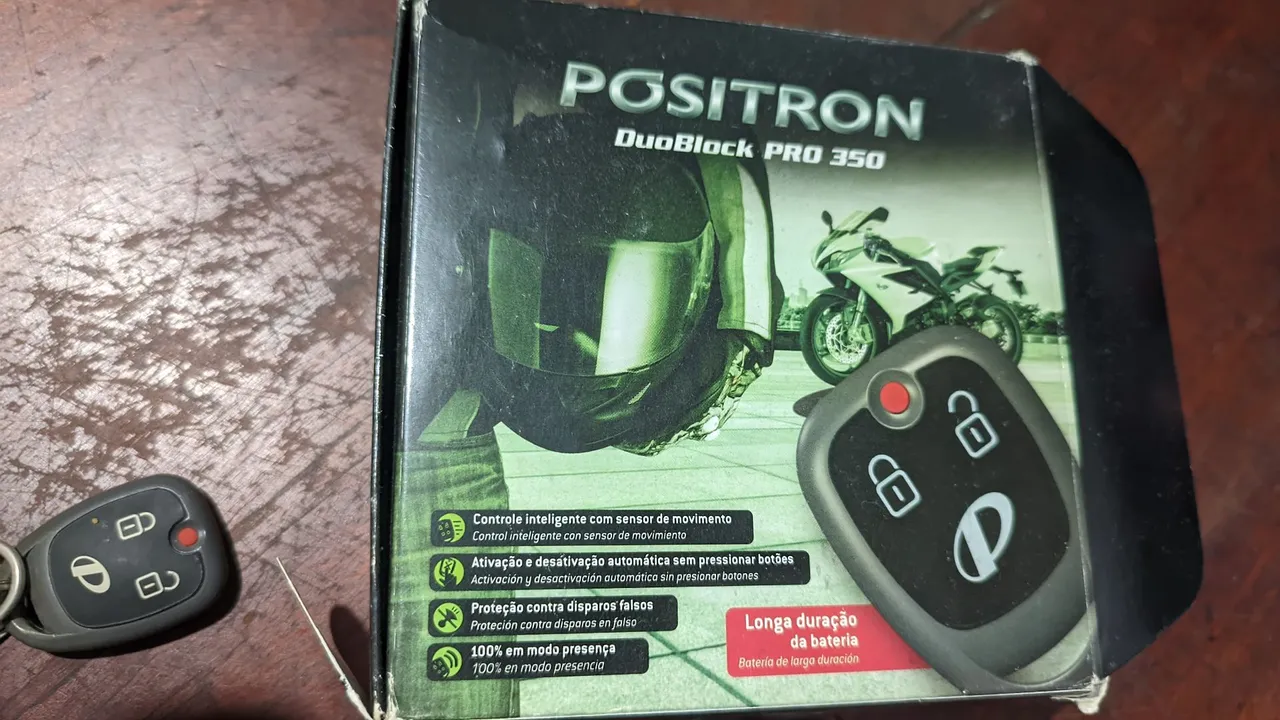 PÓSITRON
DuoBlock PRO 350
Controle inteligente com sensor de movimento
Control inteligente con sensor de movimiento
Ativação e desativação automática sem pressionar botões
Activación y desactivación automática sin presionar botones
Proteção contra disparos falsos
Protección contra disparos en falso
100% em modo presença
100% en modo presencia
Longa duração
da bateria
Batería de larga duración